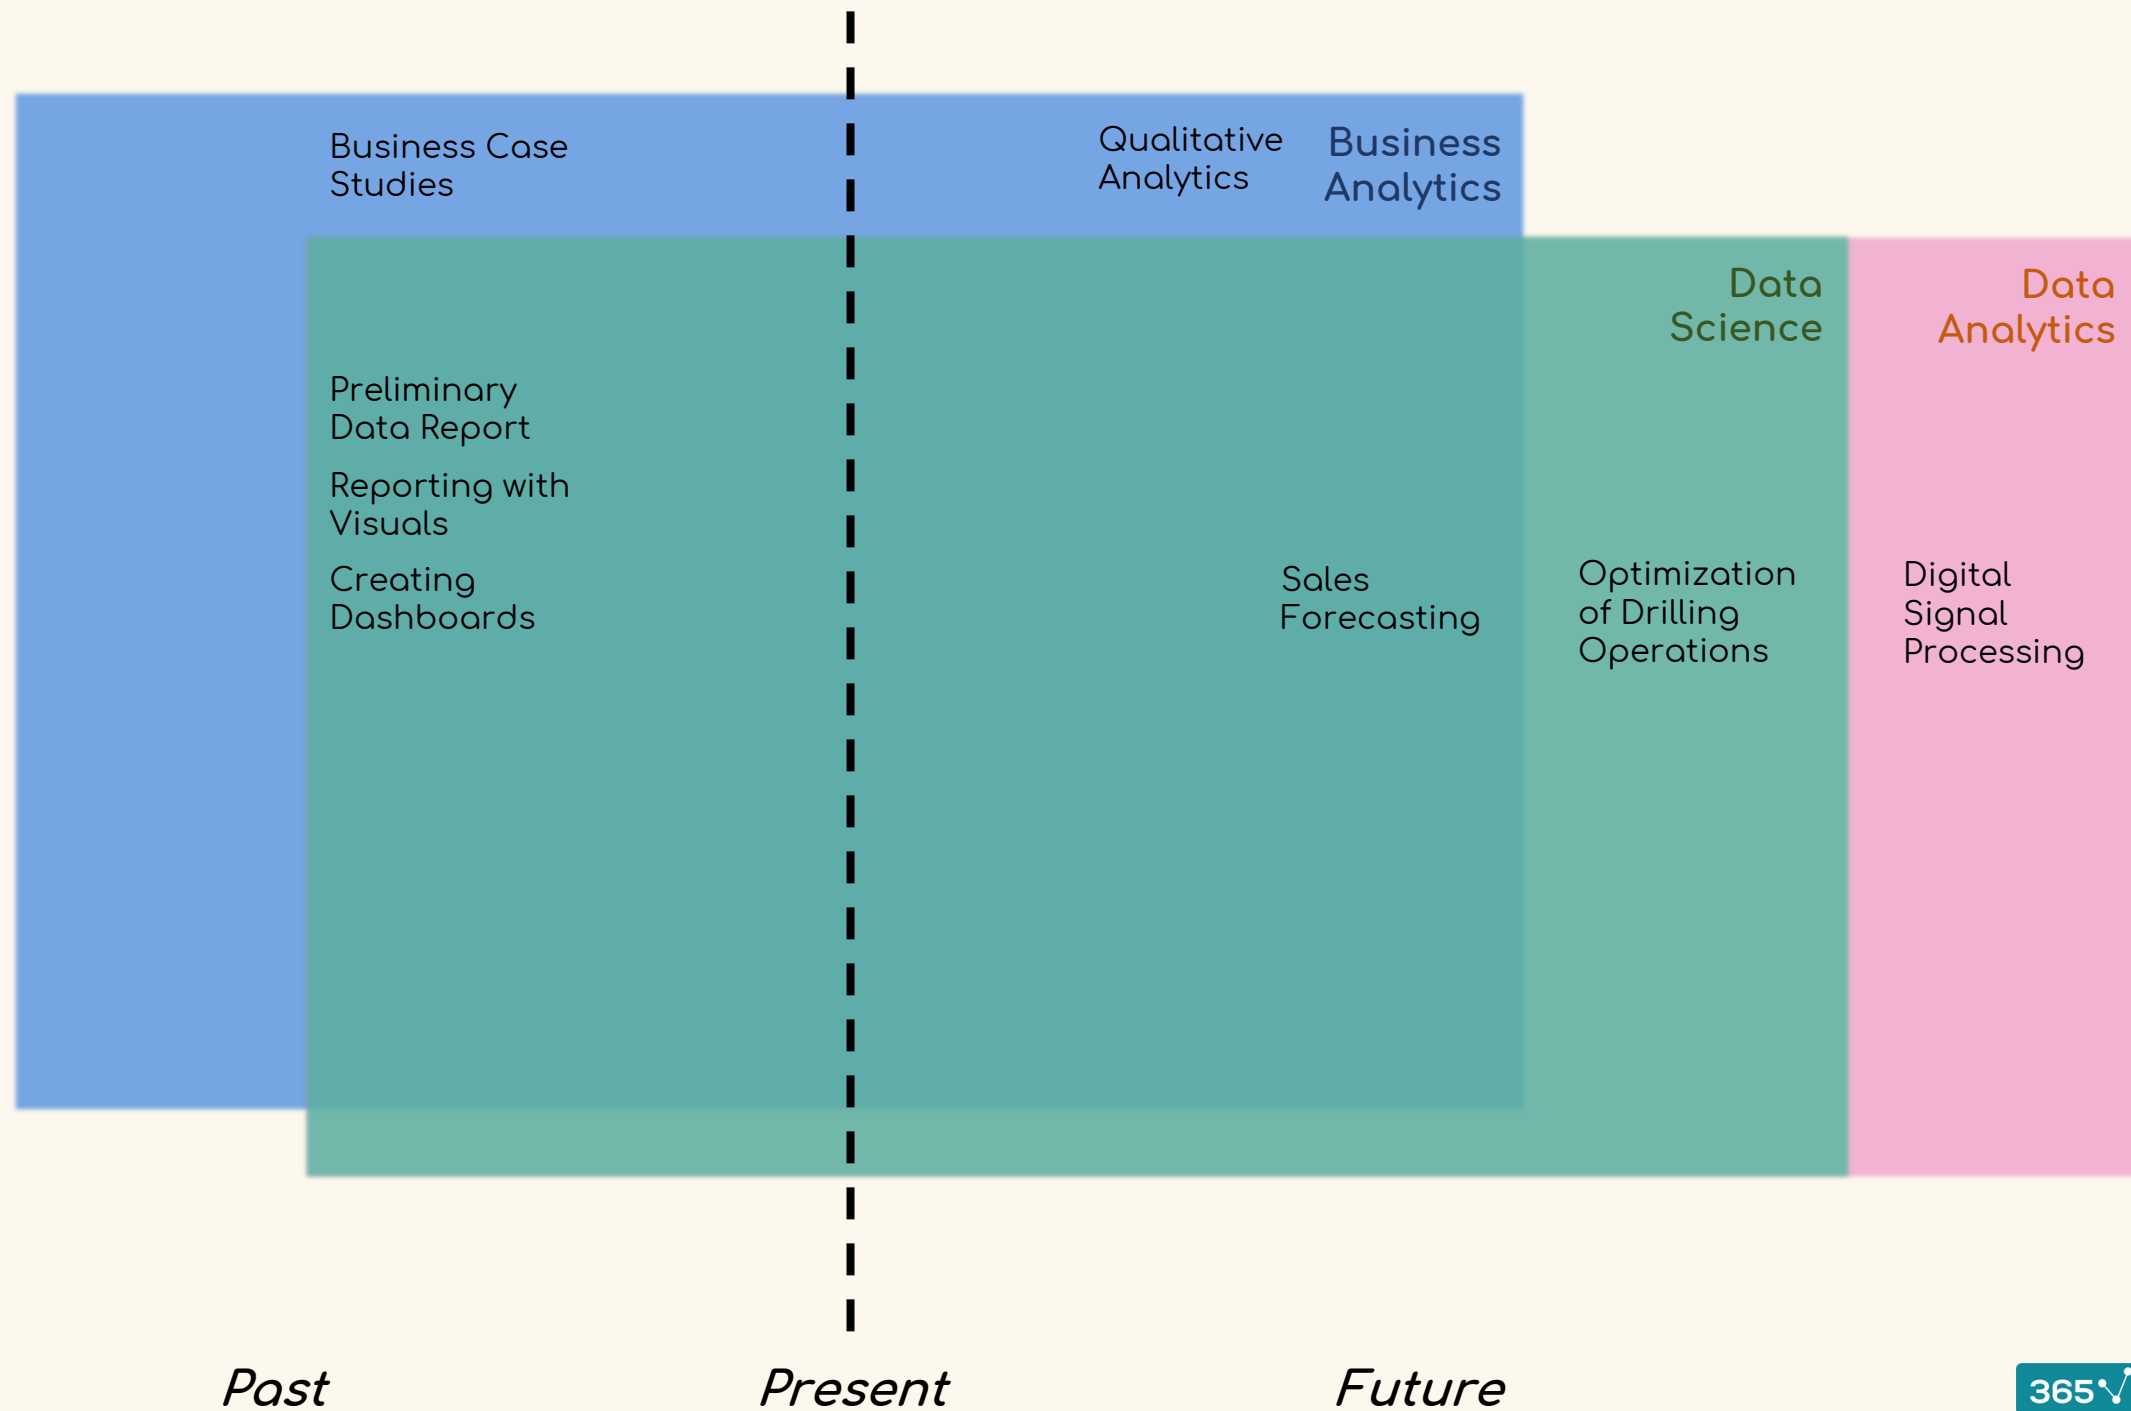 Business Case
Studies
Qualitative
Analytics
Business
Analytics
Data
Science
Data
Analytics
Preliminary
Data Report
Reporting with
Visuals
Creating
Dashboards
Sales
Forecasting
Optimization
of Drilling
Operations
Digital
Signal
Processing
Past
Present
Future
365